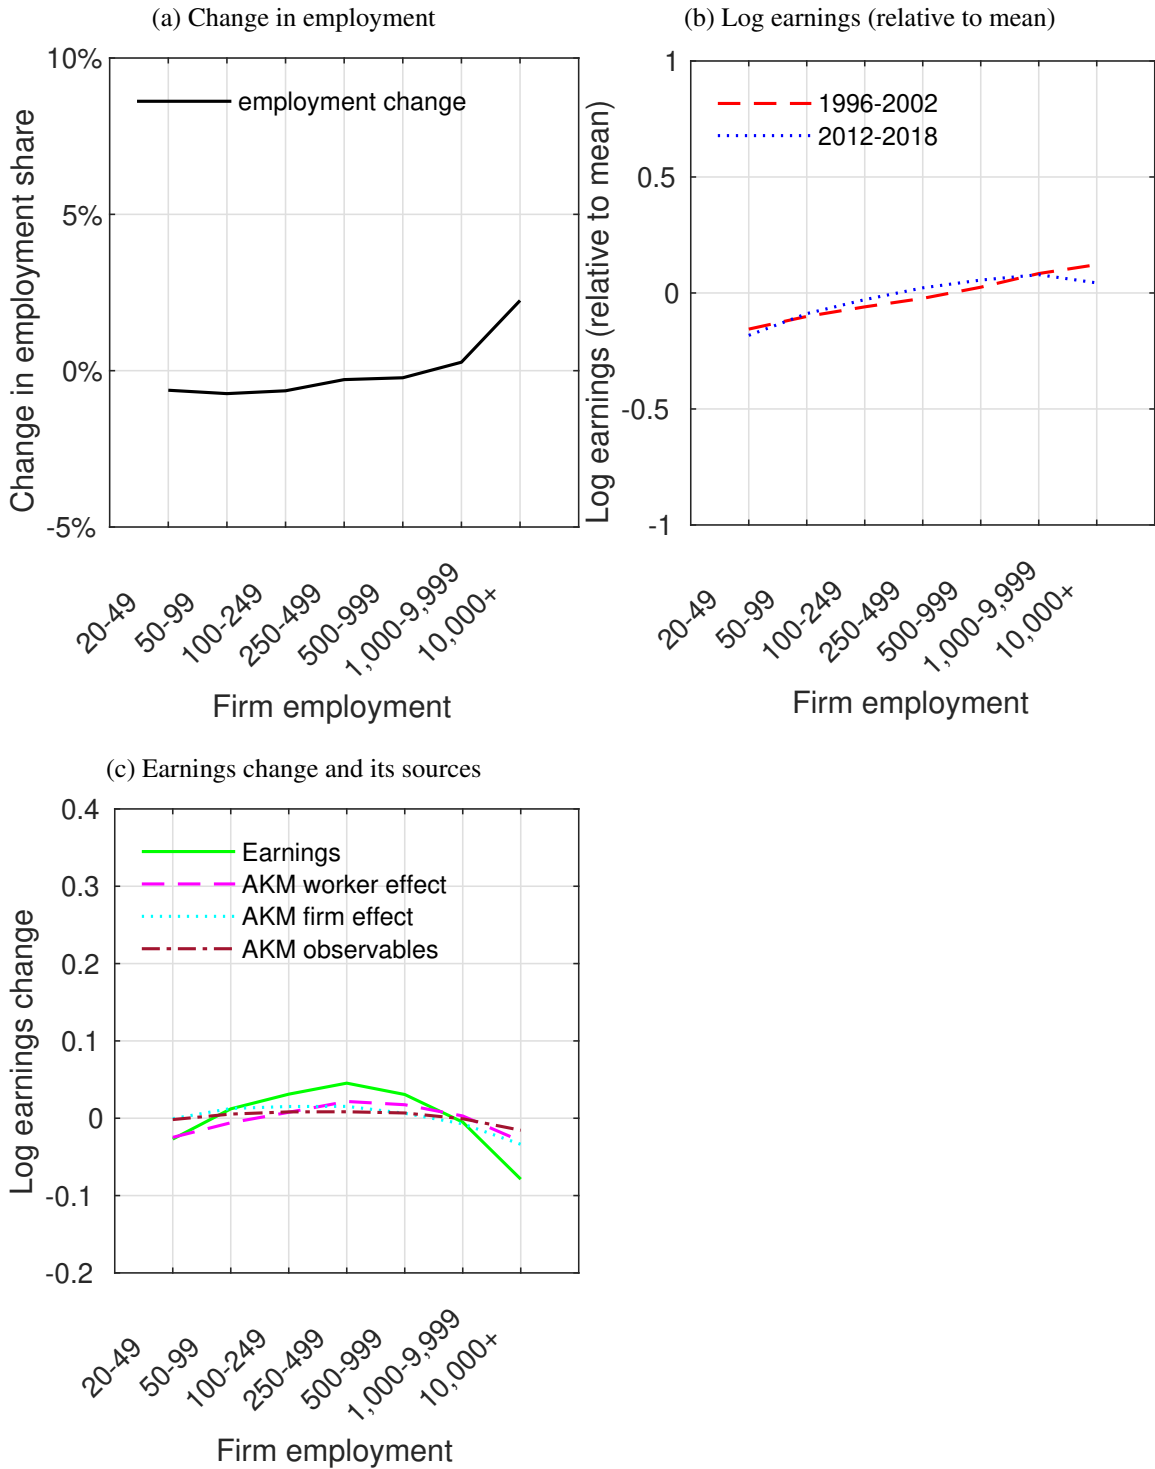 (a) Change in employment
10%
5%
0%
-5%
Change in employment share
employment change
20-49
50-99
100-249
250-499
500-999
1,000-9,999
10,000+
Firm employment
(b) Log earnings (relative to mean)
1
0.5
0
-0.5
-1
Log earnings (relative to mean)
1996-2002
2012-2018
20-49
50-99
100-249
250-499
500-999
1,000-9,999
10,000+
Firm employment
(c) Earnings change and its sources
0.4
0.3
0.2
0.1
0
-0.1
-0.2
Log earnings change
Earnings
AKM worker effect
AKM firm effect
AKM observables
20-49
50-99
100-249
250-499
500-999
1,000-9,999
10,000+
Firm employment